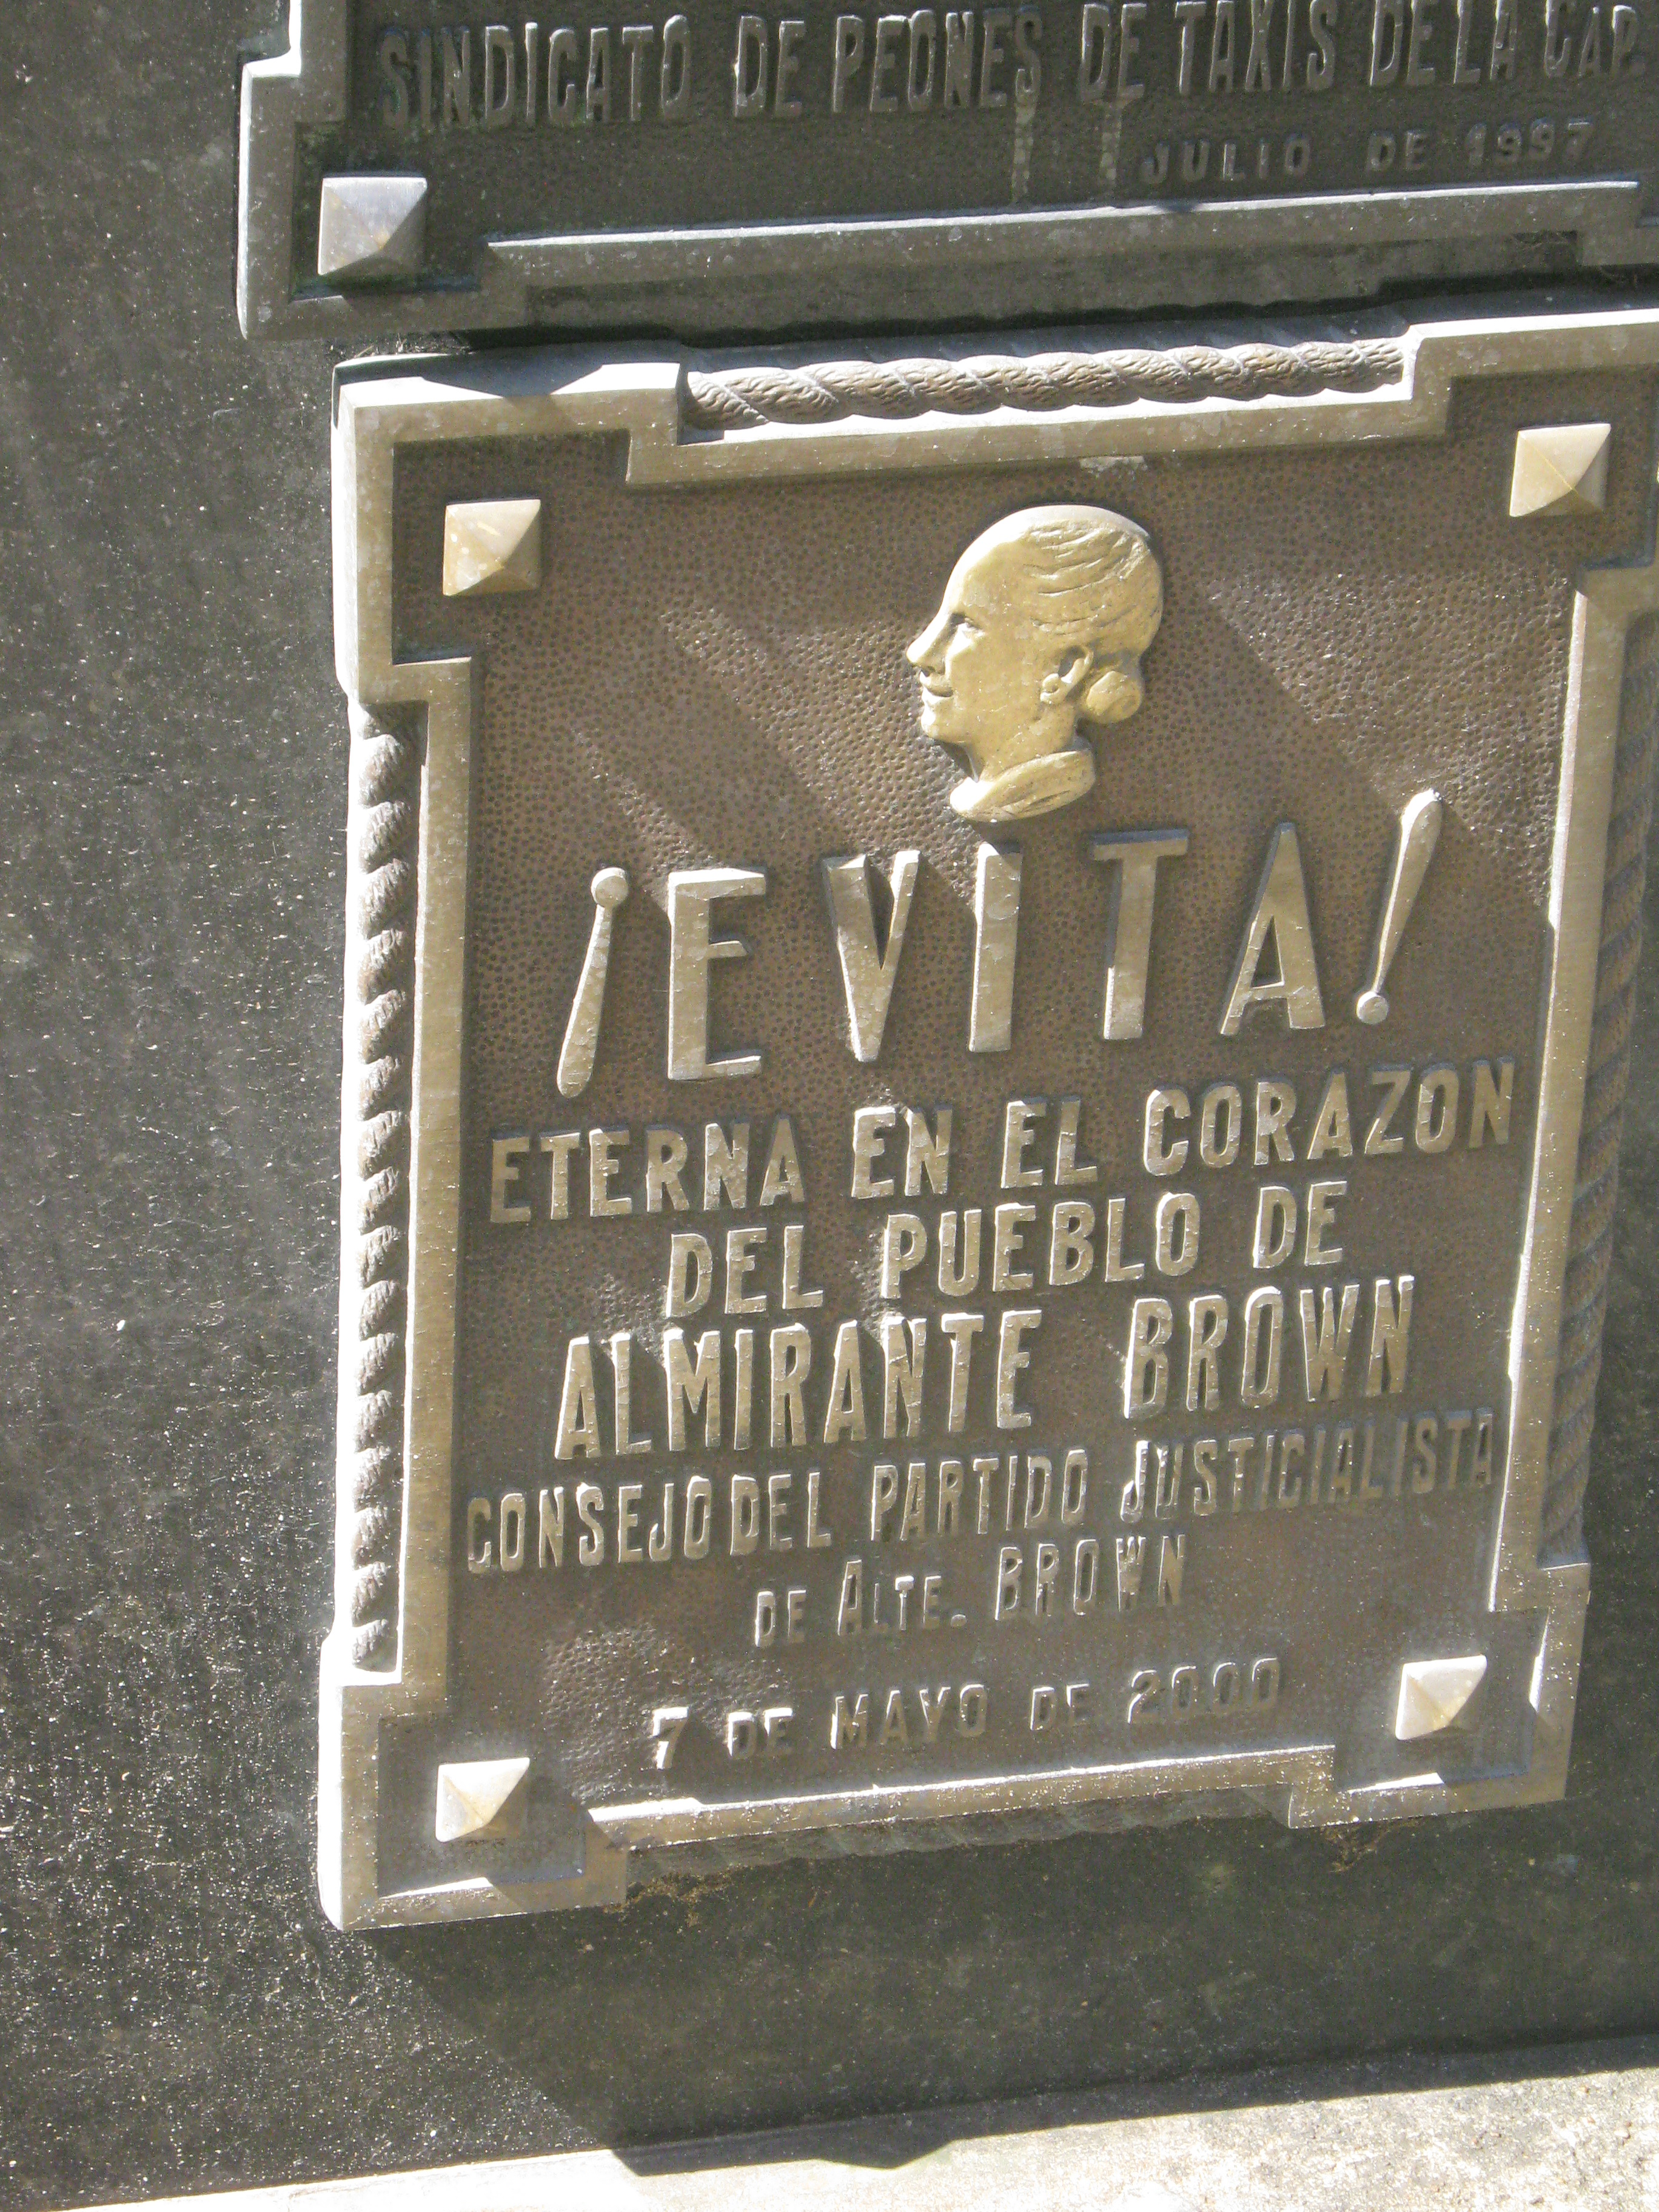 SINDICATO DE PEONES DE TAXIS DE LA CAP.
JULIO DE 1997
¡EVITA!
ETERNA EN EL CORAZON
DEL PUEBLO DE
ALMIRANTE BROWN
CONSEJO DEL PARTIDO JUSTICIALISTA
DE ALTE. BROWN
7 DE MAYO DE 2000